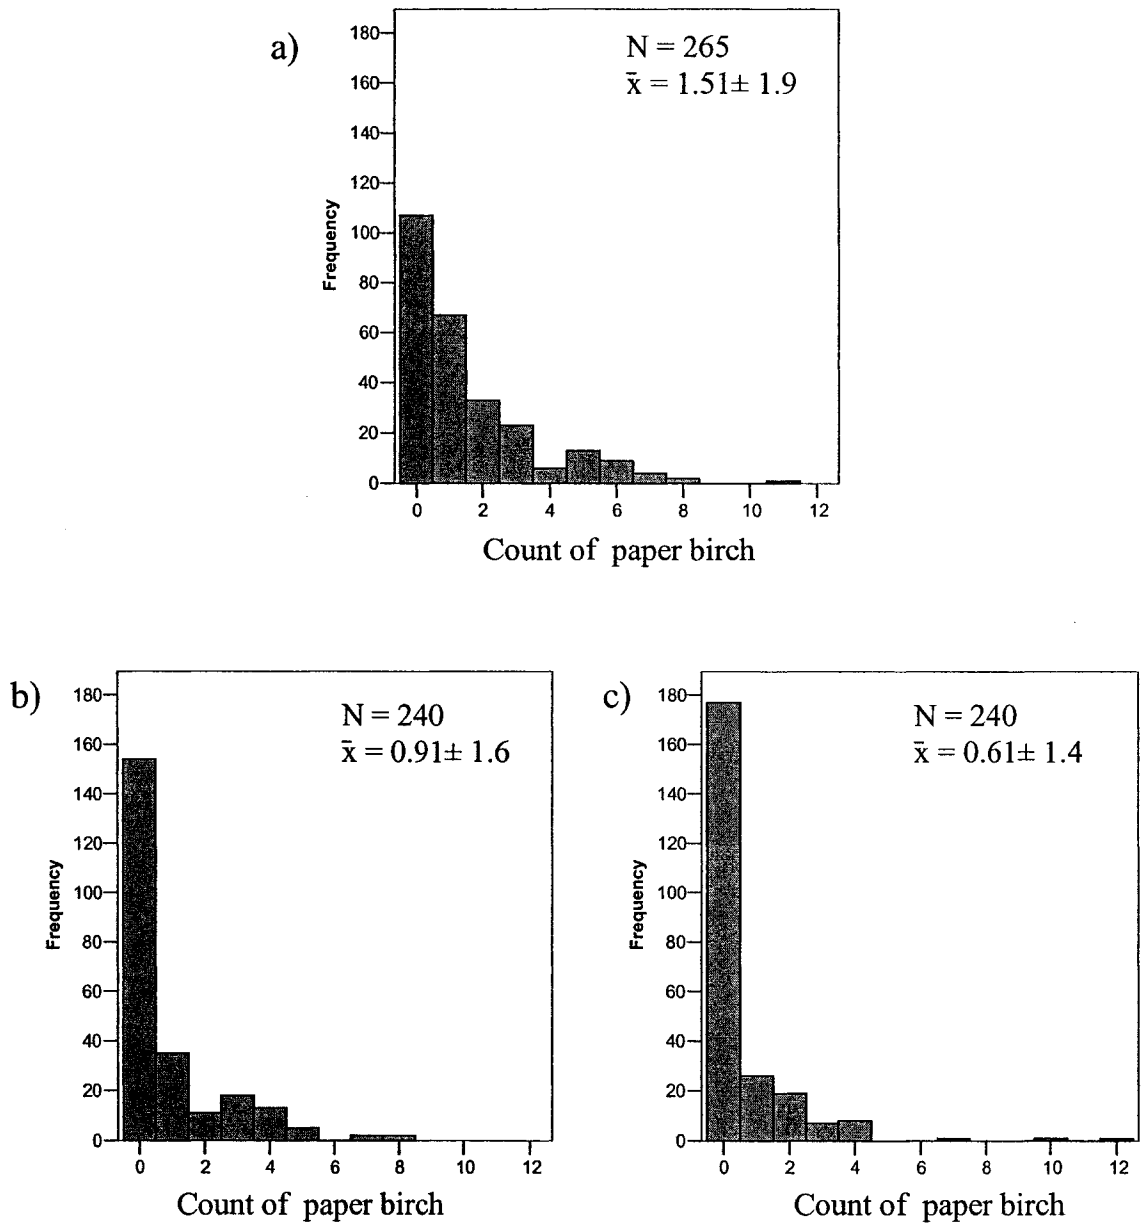 a)
N = 265
x̄ = 1.51± 1.9
180
160
140
120
100
80
60
40
20
0
Frequency
0 2 4 6 8 10 12
Count of paper birch
b)
N = 240
x̄ = 0.91± 1.6
180
160
140
120
100
80
60
40
20
0
Frequency
0 2 4 6 8 10 12
Count of paper birch
c)
N = 240
x̄ = 0.61± 1.4
180
160
140
120
100
80
60
40
20
0
Frequency
0 2 4 6 8 10 12
Count of paper birch